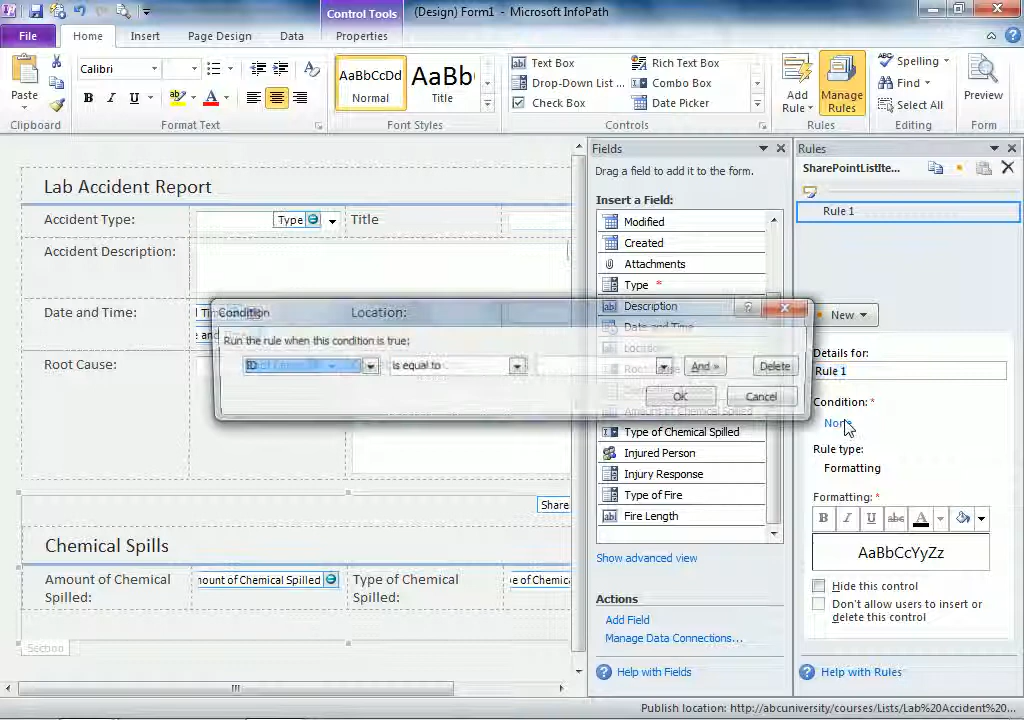 Control Tools
(Design) Form1 - Microsoft InfoPath
File
Home
Insert
Page Design
Data
Properties
Paste
Calibri
B I U
A
Clipboard
Format Text
AaBbCcDd
Normal
AaBb
Title
Font Styles
Text Box
Drop-Down List ...
Check Box
Rich Text Box
Combo Box
Date Picker
Controls
Add Rule
Manage Rules
Rules
Spelling
Find
Select All
Editing
Preview
Form
Lab Accident Report
Accident Type:
Type
Title
Accident Description:
Date and Time:
Location:
Root Cause:
Share
Chemical Spills
Amount of Chemical
Spilled:
nount of Chemical Spilled
Type of Chemical
Spilled:
e of Chemic
Section
Condition
Run the rule when this condition is true:
ID
is equal to
And »
Delete
OK
Cancel
Fields
Drag a field to add it to the form.
Insert a Field:
Modified
Created
Attachments
Type *
Description
Date and Time
Location
Amount of Chemical Spilled
Type of Chemical Spilled
Injured Person
Injury Response
Type of Fire
Fire Length
Show advanced view
Actions
Add Field
Manage Data Connections...
Help with Fields
Rules
SharePointListIte...
Rule 1
New
Details for:
Rule 1
Condition: *
None
Rule type:
Formatting
Formatting: *
B I U abc A
AaBbCcYyZz
Hide this control
Don't allow users to insert or
delete this control
Help with Rules
Publish location: http://abcuniversity/courses/Lists/Lab%20Accident%20...